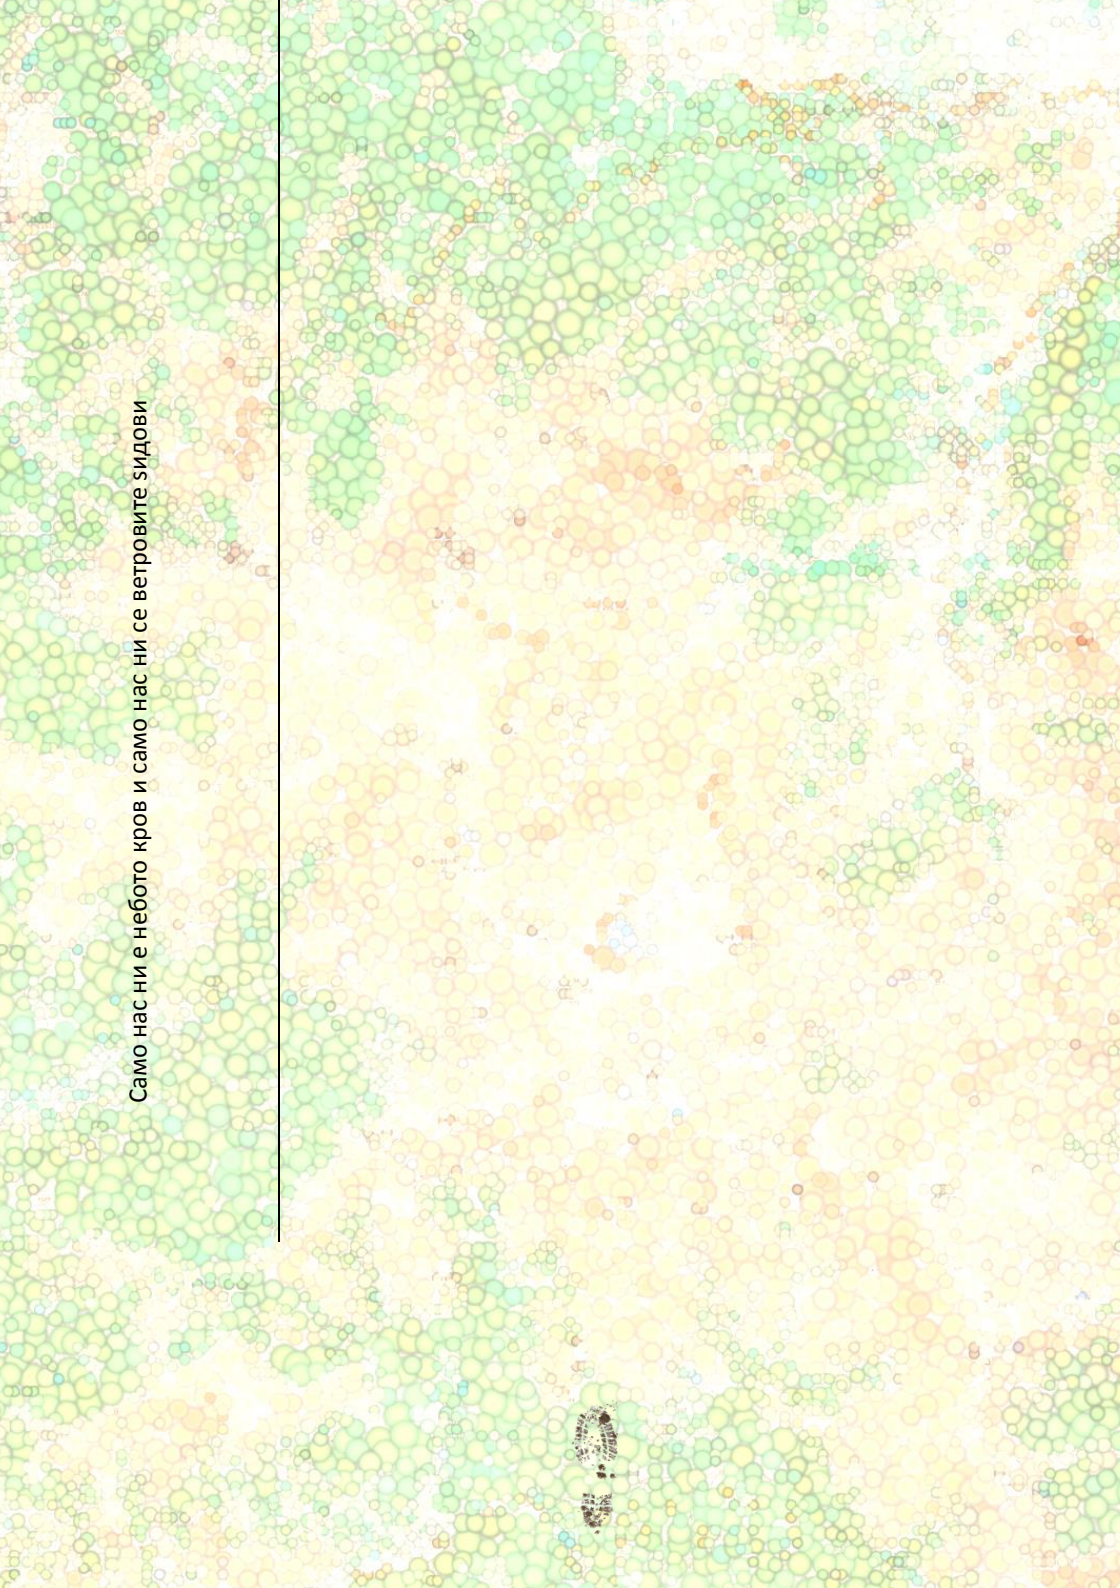 Само нас ни е небото кров и само нас ни се ветровите ѕидови